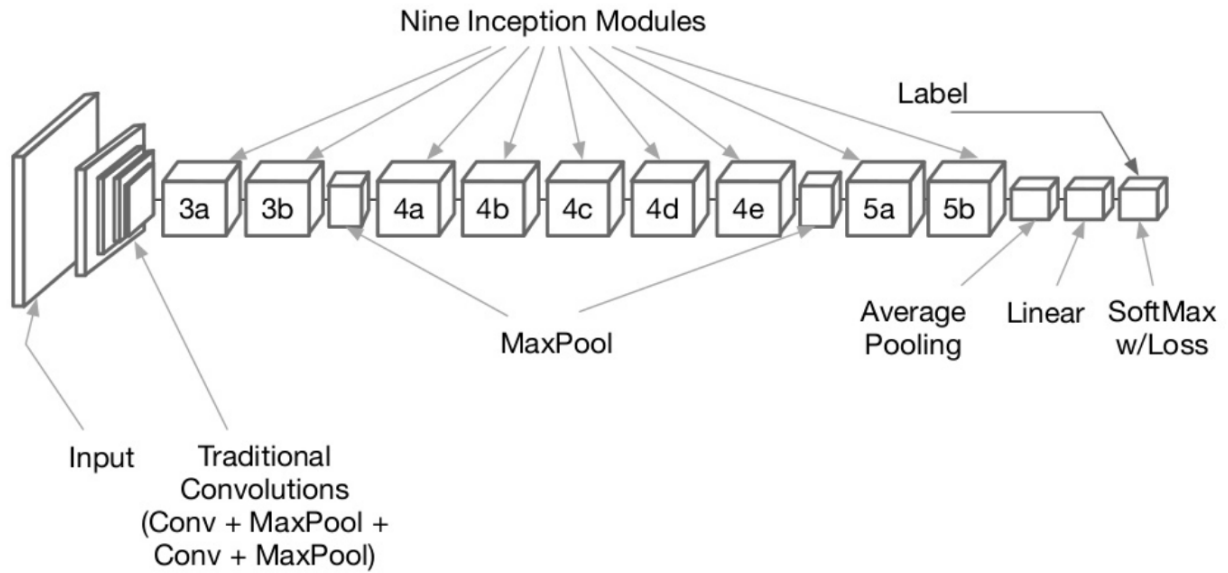 Nine Inception Modules
Label
3a
3b
4a
4b
4c
4d
4e
5a
5b
MaxPool
Average
Pooling
Linear
SoftMax
w/Loss
Input
Traditional
Convolutions
(Conv + MaxPool +
Conv + MaxPool)